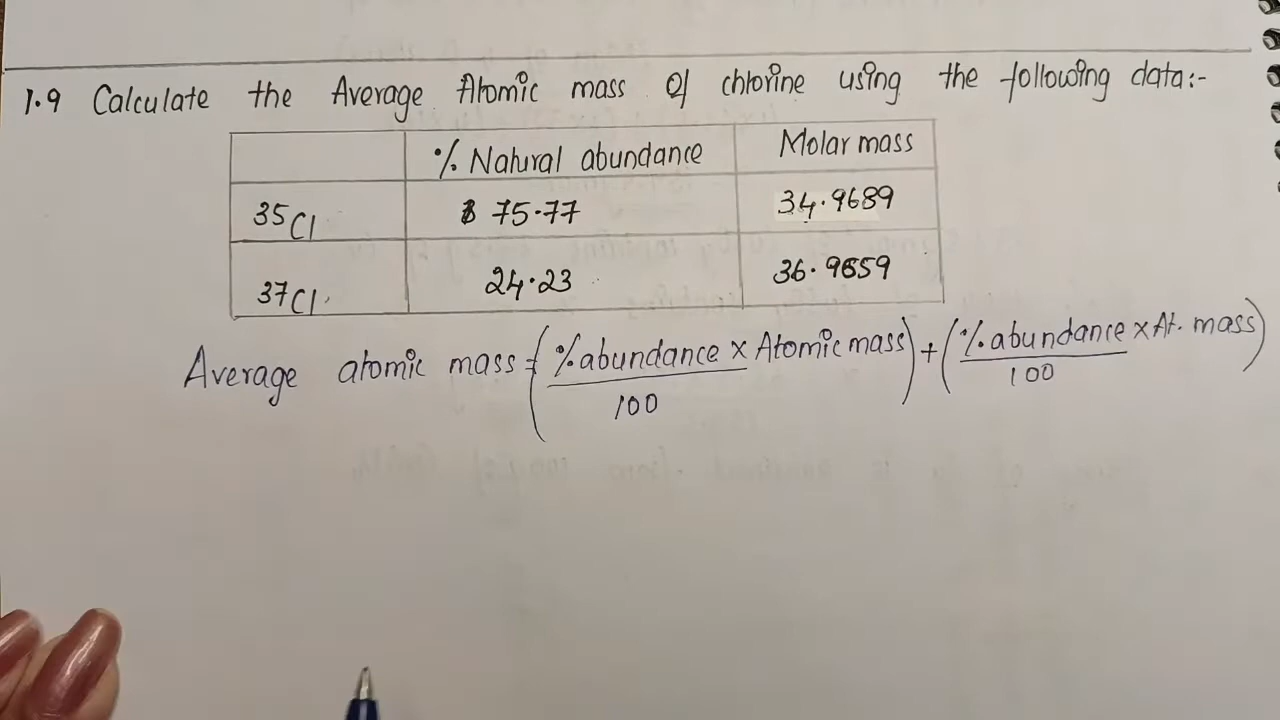 1.9 Calculate the Average Atomic mass of chlorine using the following data:-
% Natural abundance Molar mass
35Cl 75.77 34.9689
37Cl 24.23 36.9659
Average atomic mass = (% abundance x Atomic mass) + (% abundance x At. mass)
100 100